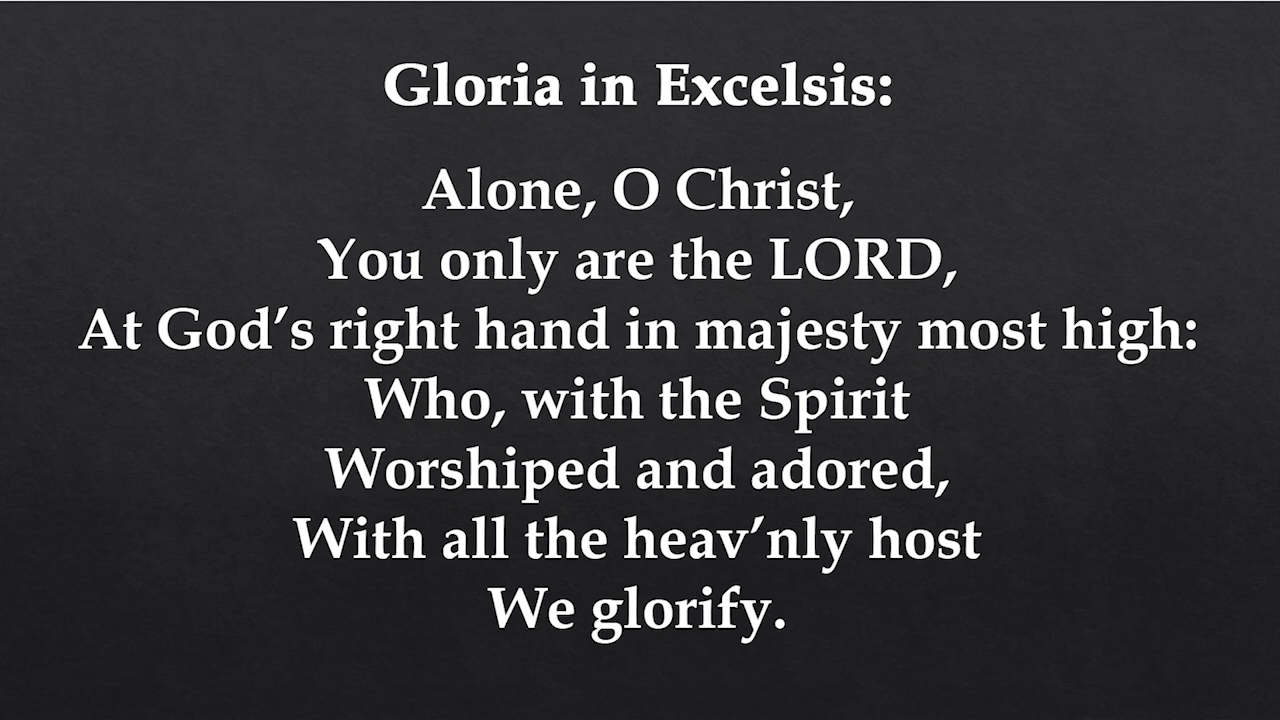 Gloria in Excelsis:
Alone, O Christ,
You only are the LORD,
At God’s right hand in majesty most high:
Who, with the Spirit
Worshiped and adored,
With all the heav’nly host
We glorify.